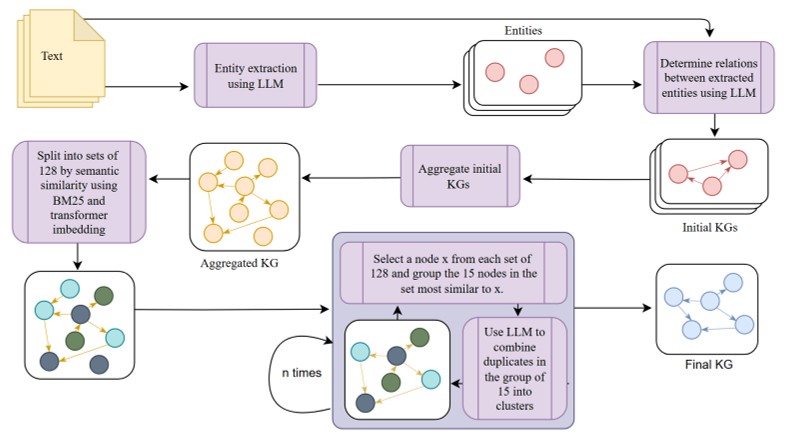 Text
Entity extraction
using LLM
Entities
Determine relations
between extracted
entities using LLM
Split into sets of
128 by semantic
similarity using
BM25 and
transformer
imbedding
Aggregated KG
Aggregate initial
KGs
Initial KGs
Select a node x from each set of
128 and group the 15 nodes in the
set most similar to x.
n times
Use LLM to
combine
duplicates in
the group of
15 into
clusters
Final KG